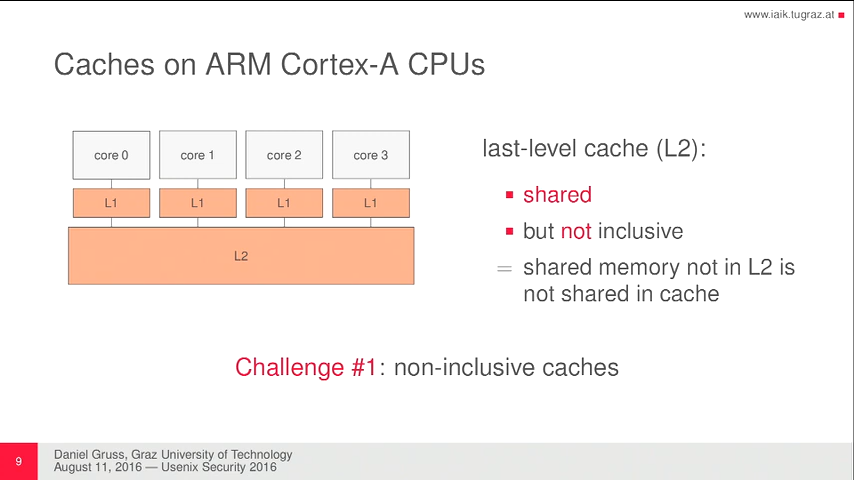 www.iaik.tugraz.at
Caches on ARM Cortex-A CPUs
core 0 core 1 core 2 core 3
L1 L1 L1 L1
L2
last-level cache (L2):
shared
but not inclusive
= shared memory not in L2 is
not shared in cache
Challenge #1: non-inclusive caches
9
Daniel Gruss, Graz University of Technology
August 11, 2016 — Usenix Security 2016